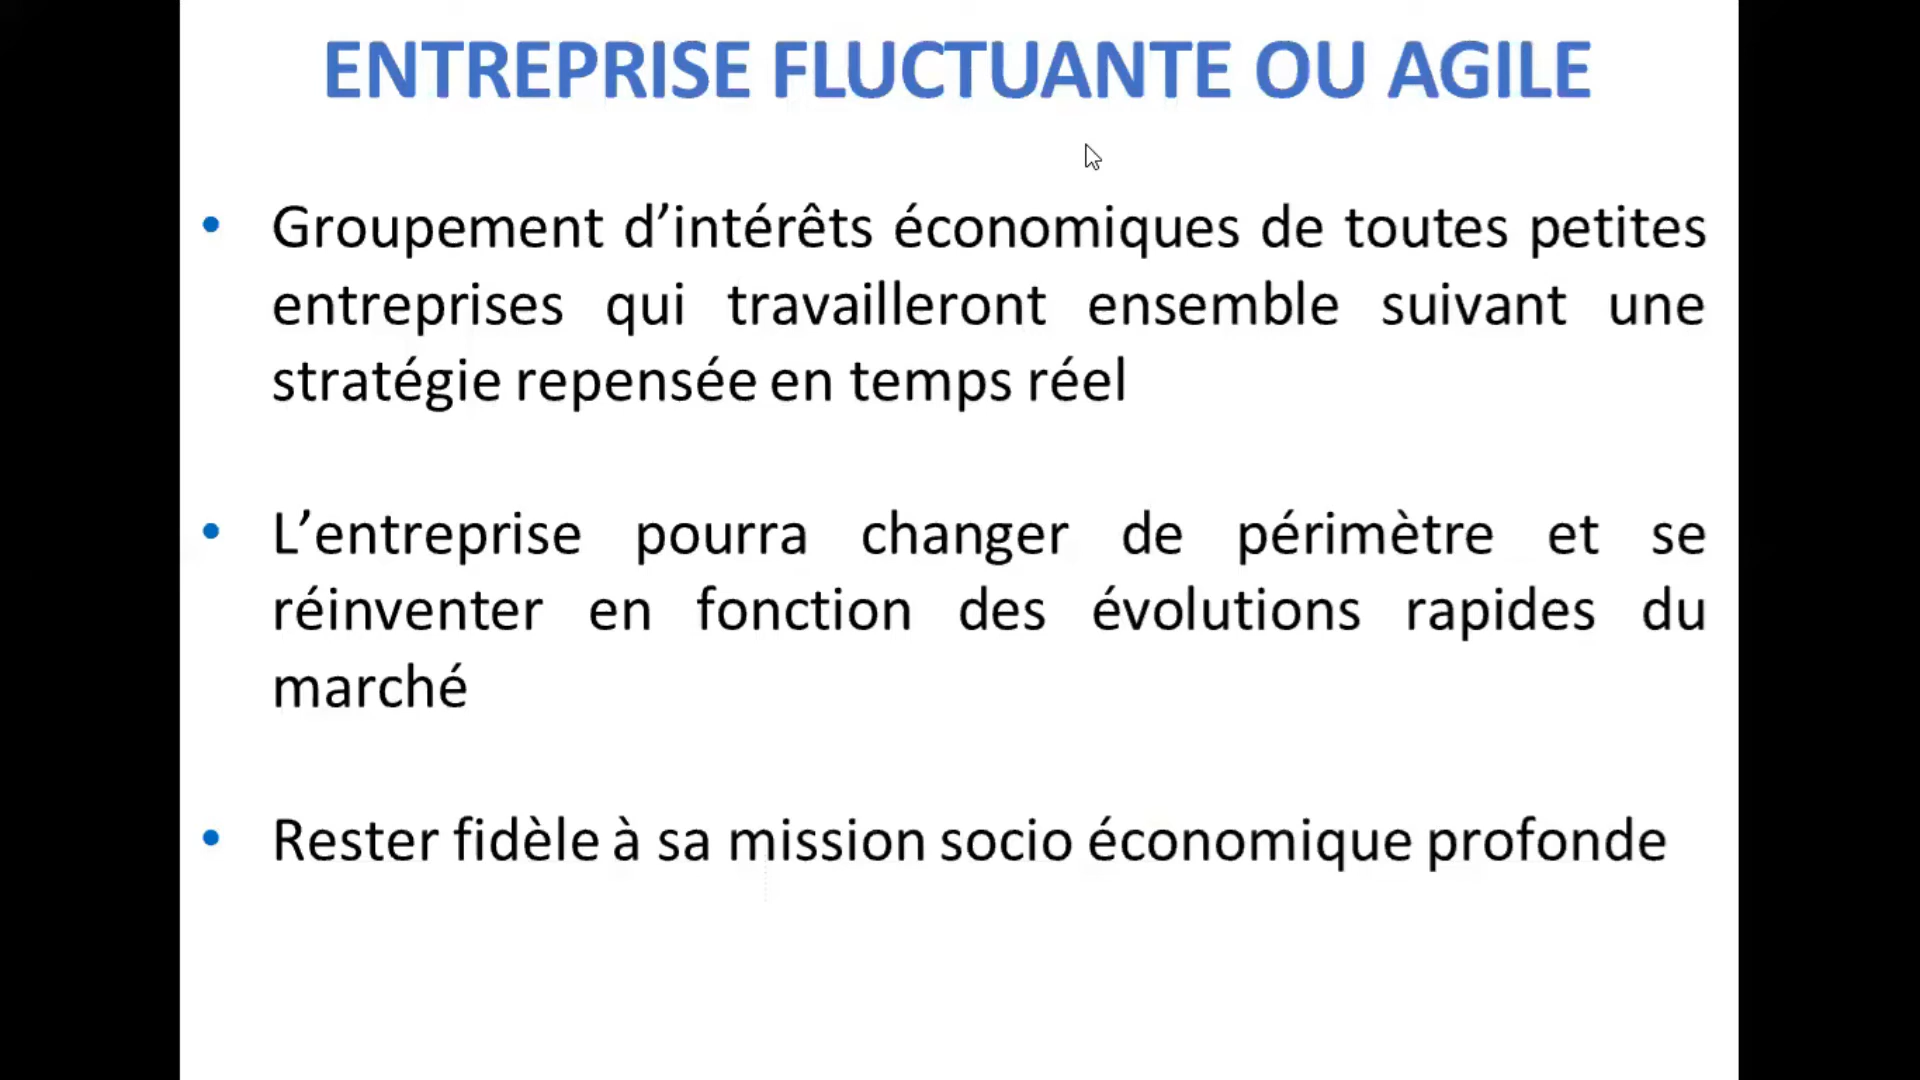 ENTREPRISE FLUCTUANTE OU AGILE
• Groupement d’intérêts économiques de toutes petites
entreprises qui travailleront ensemble suivant une
stratégie repensée en temps réel
• L’entreprise pourra changer de périmètre et se
réinventer en fonction des évolutions rapides du
marché
• Rester fidèle à sa mission socio économique profonde